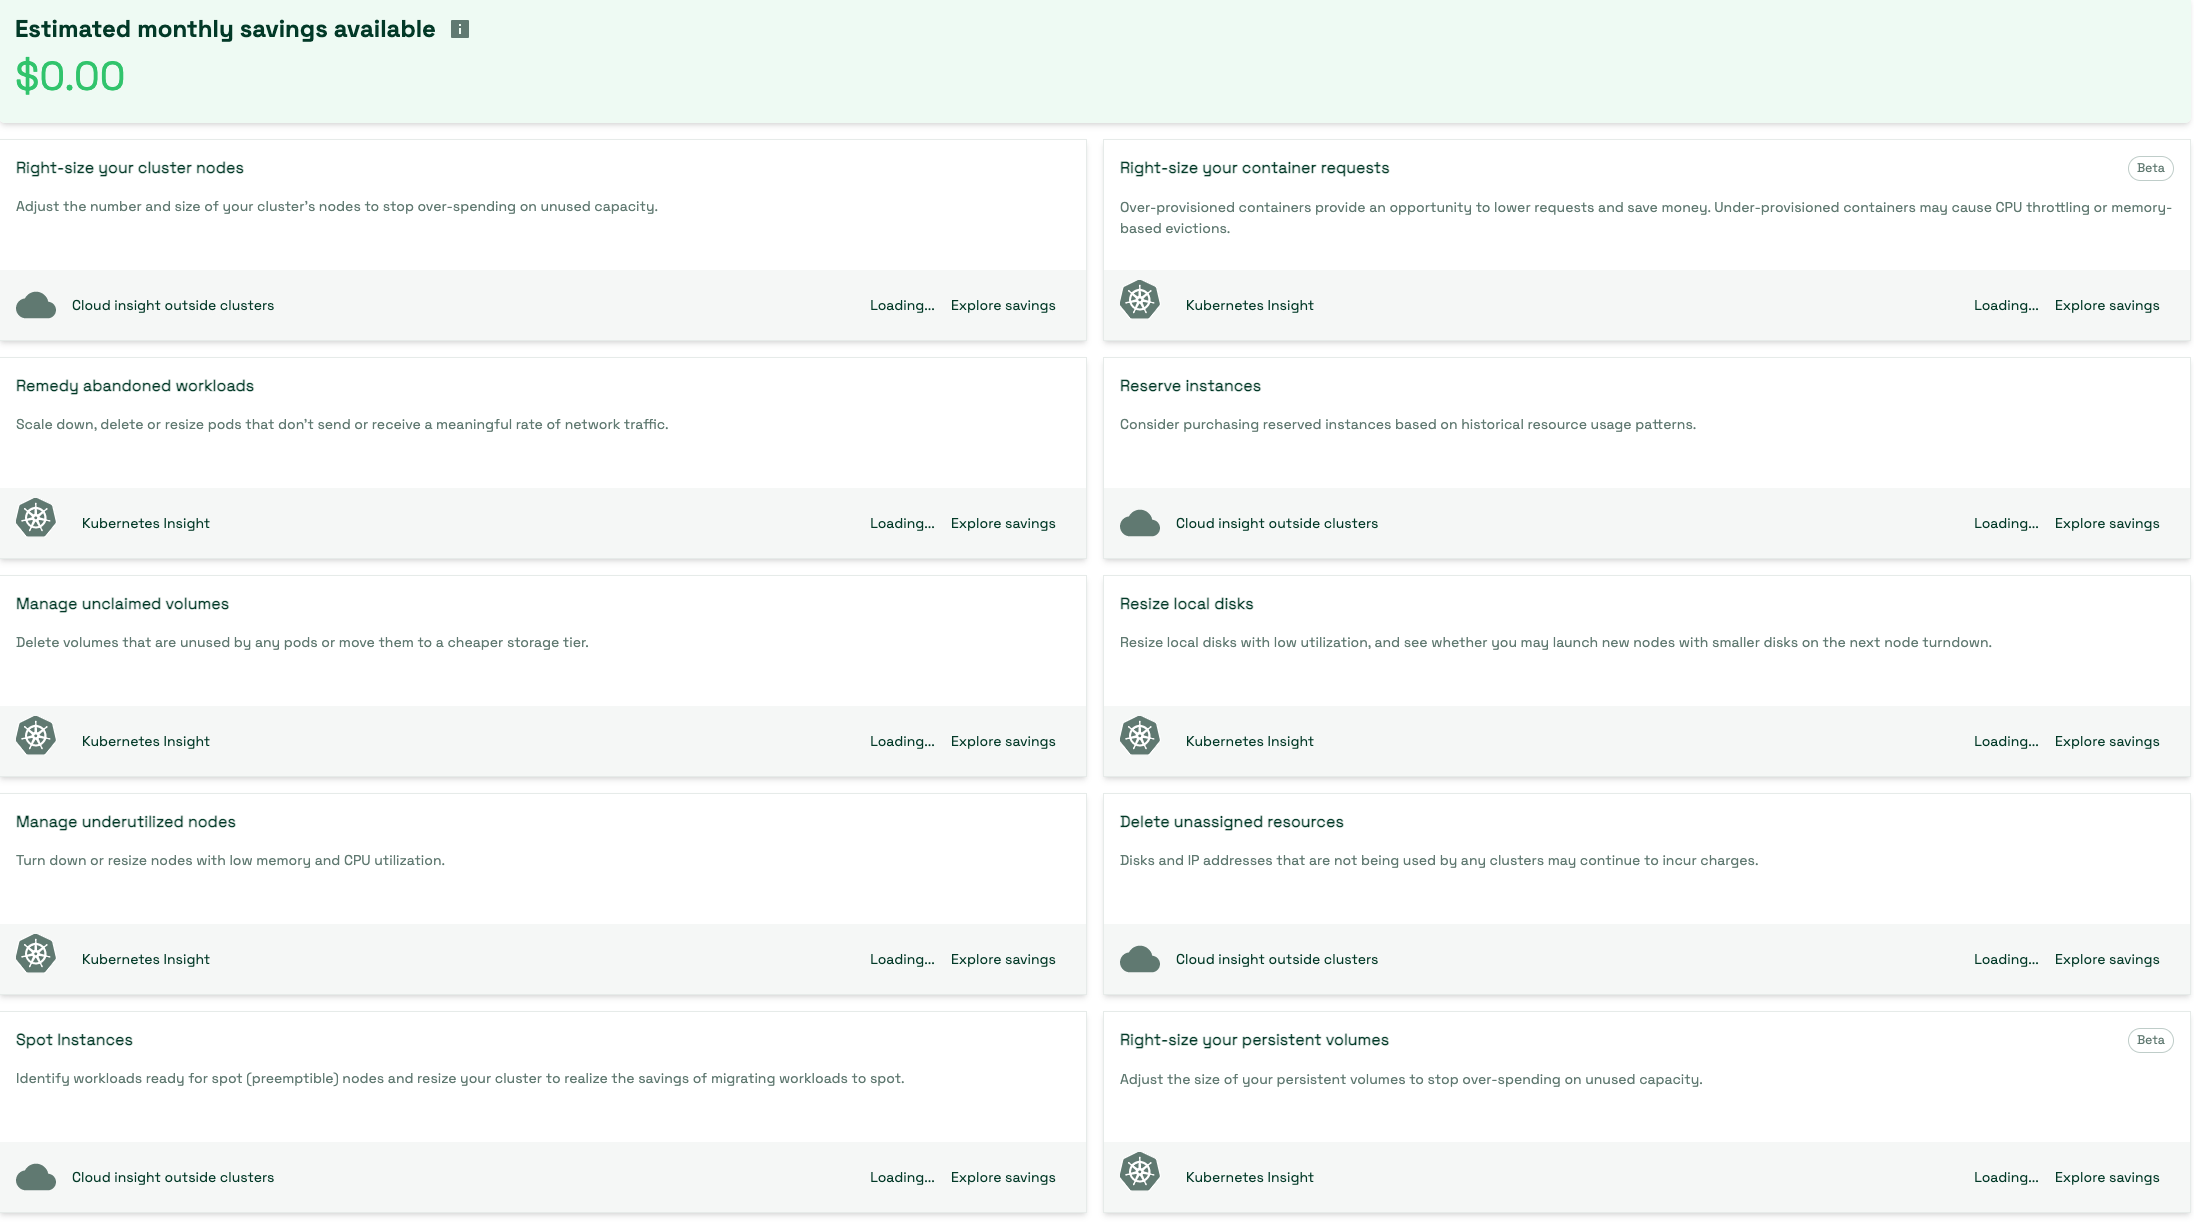 Estimated monthly savings available
$0.00
Right-size your cluster nodes
Adjust the number and size of your cluster's nodes to stop over-spending on unused capacity.
Cloud insight outside clusters
Loading...
Explore savings
Right-size your container requests
Beta
Over-provisioned containers provide an opportunity to lower requests and save money. Under-provisioned containers may cause CPU throttling or memory-
based evictions.
Kubernetes Insight
Loading...
Explore savings
Remedy abandoned workloads
Scale down, delete or resize pods that don't send or receive a meaningful rate of network traffic.
Kubernetes Insight
Loading...
Explore savings
Reserve instances
Consider purchasing reserved instances based on historical resource usage patterns.
Cloud insight outside clusters
Loading...
Explore savings
Manage unclaimed volumes
Delete volumes that are unused by any pods or move them to a cheaper storage tier.
Kubernetes Insight
Loading...
Explore savings
Resize local disks
Resize local disks with low utilization, and see whether you may launch new nodes with smaller disks on the next node turndown.
Kubernetes Insight
Loading...
Explore savings
Manage underutilized nodes
Turn down or resize nodes with low memory and CPU utilization.
Kubernetes Insight
Loading...
Explore savings
Delete unassigned resources
Disks and IP addresses that are not being used by any clusters may continue to incur charges.
Cloud insight outside clusters
Loading...
Explore savings
Spot Instances
Identify workloads ready for spot (preemptible) nodes and resize your cluster to realize the savings of migrating workloads to spot.
Cloud insight outside clusters
Loading...
Explore savings
Right-size your persistent volumes
Beta
Adjust the size of your persistent volumes to stop over-spending on unused capacity.
Kubernetes Insight
Loading...
Explore savings